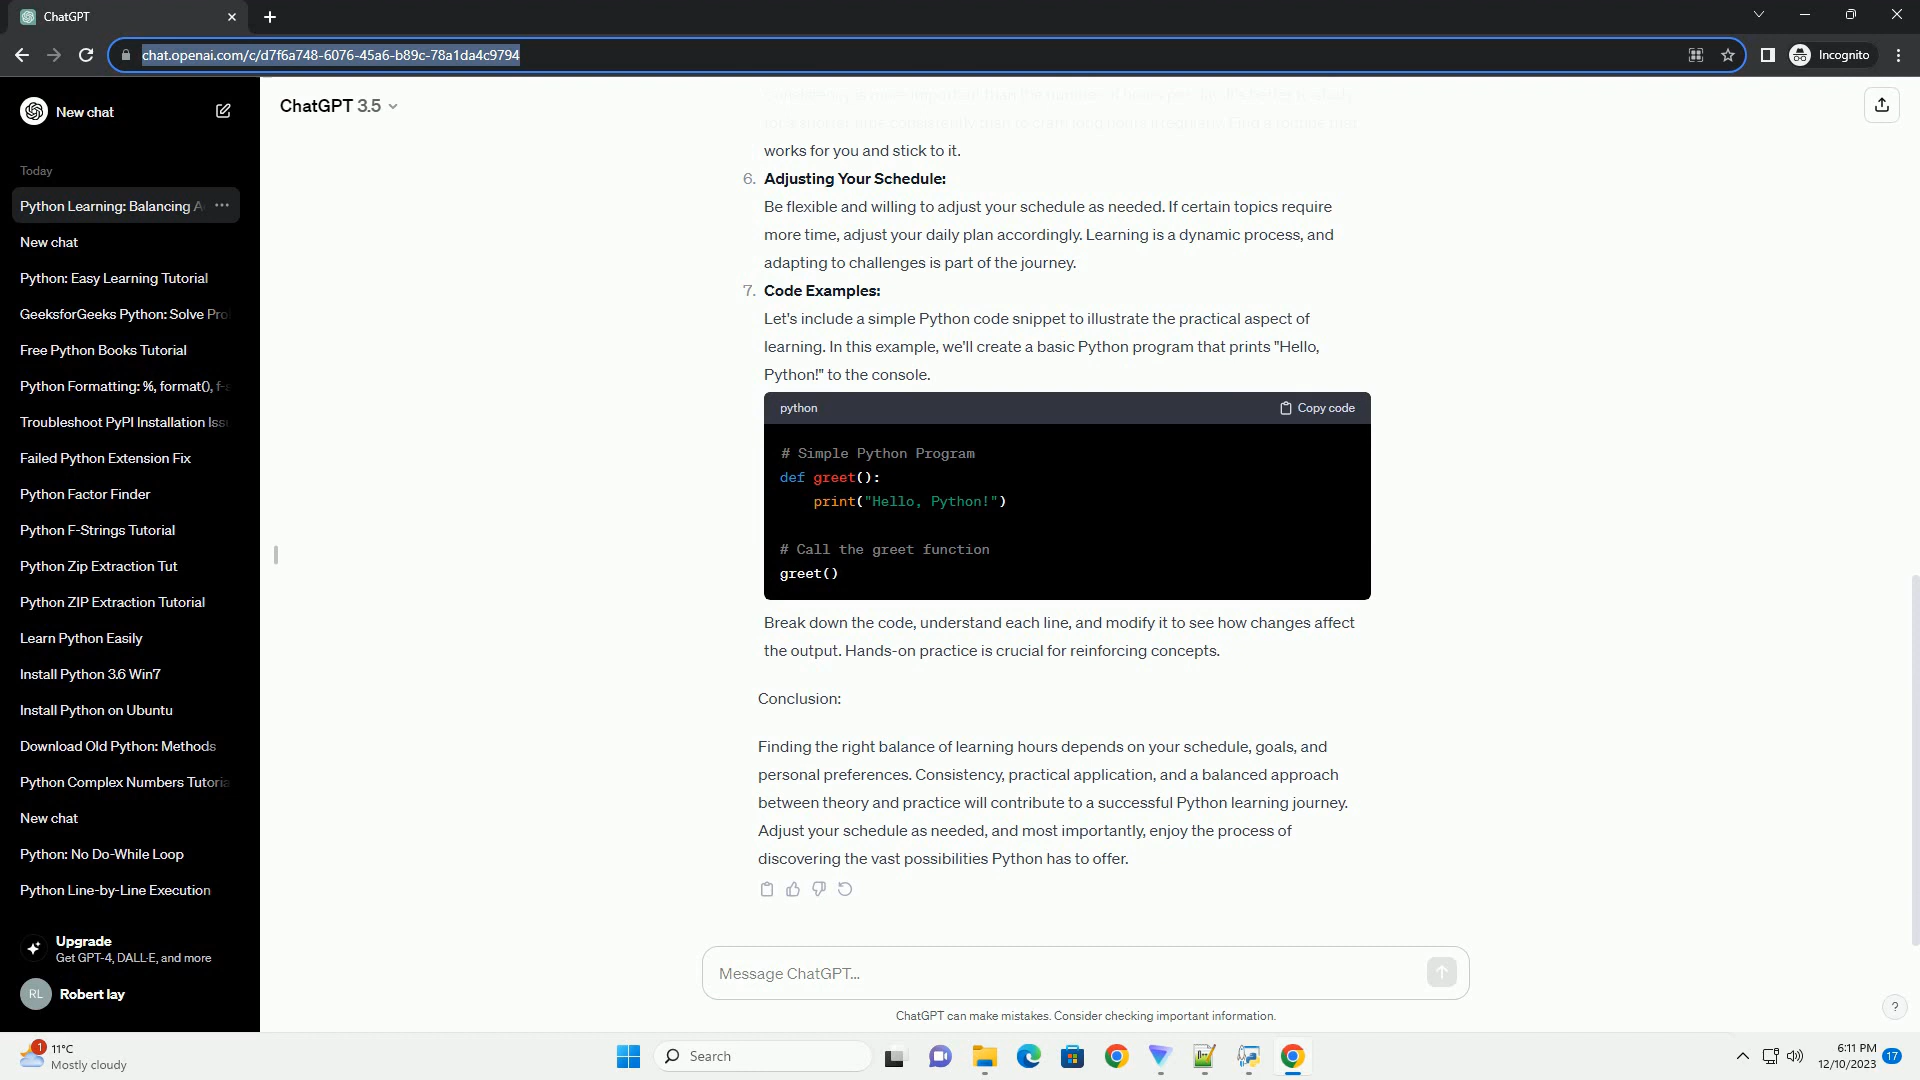 ChatGPT
chat.openai.com/c/d7f6a748-6076-45a6-b89c-78a1da4c9794
Incognito
New chat
ChatGPT 3.5
Today
Python Learning: Balancing A
New chat
Python: Easy Learning Tutorial
GeeksforGeeks Python: Solve Pro
Free Python Books Tutorial
Python Formatting: %, format(), f-s
Troubleshoot PyPI Installation Issu
Failed Python Extension Fix
Python Factor Finder
Python F-Strings Tutorial
Python Zip Extraction Tut
Python ZIP Extraction Tutorial
Learn Python Easily
Install Python 3.6 Win7
Install Python on Ubuntu
Download Old Python: Methods
Python Complex Numbers Tutoria
New chat
Python: No Do-While Loop
Python Line-by-Line Execution
Upgrade
Get GPT-4, DALL·E, and more
RL
Robert lay
works for you and stick to it.
6. Adjusting Your Schedule:
Be flexible and willing to adjust your schedule as needed. If certain topics require
more time, adjust your daily plan accordingly. Learning is a dynamic process, and
adapting to challenges is part of the journey.
7. Code Examples:
Let's include a simple Python code snippet to illustrate the practical aspect of
learning. In this example, we'll create a basic Python program that prints "Hello,
Python!" to the console.
python
Copy code
# Simple Python Program
def greet():
    print("Hello, Python!")
# Call the greet function
greet()
Break down the code, understand each line, and modify it to see how changes affect
the output. Hands-on practice is crucial for reinforcing concepts.
Conclusion:
Finding the right balance of learning hours depends on your schedule, goals, and
personal preferences. Consistency, practical application, and a balanced approach
between theory and practice will contribute to a successful Python learning journey.
Adjust your schedule as needed, and most importantly, enjoy the process of
discovering the vast possibilities Python has to offer.
Message ChatGPT...
ChatGPT can make mistakes. Consider checking important information.
?
1
11°C
Mostly cloudy
Search
6:11 PM
12/10/2023
17